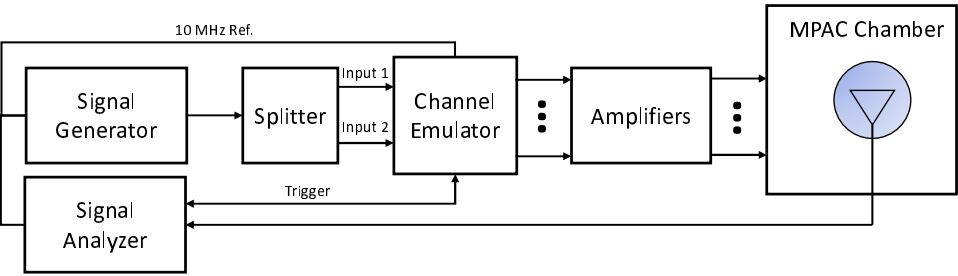 10 MHz Ref.
MPAC Chamber
Signal
Generator
Splitter
Input 1
Input 2
Channel
Emulator
Amplifiers
Trigger
Signal
Analyzer